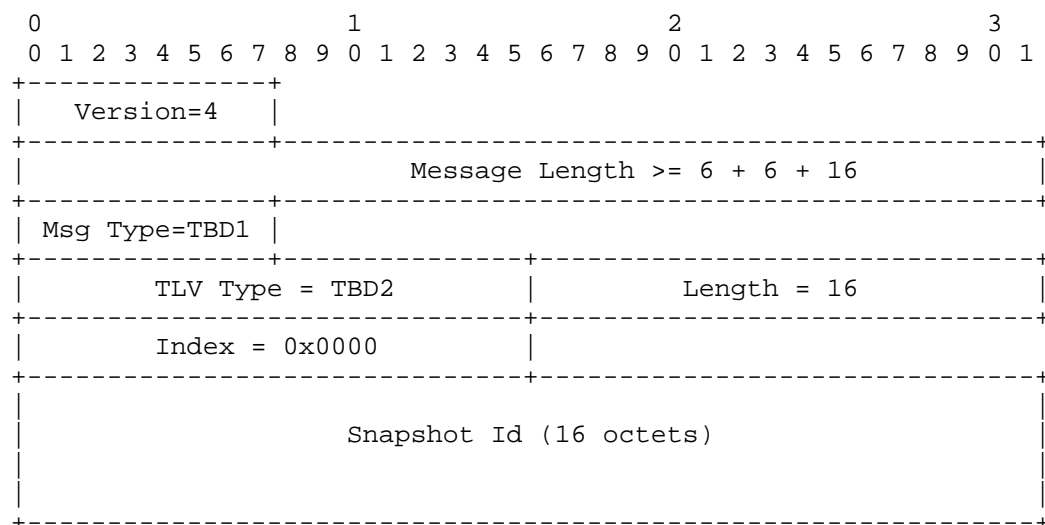 0 1 2 3
0 1 2 3 4 5 6 7 8 9 0 1 2 3 4 5 6 7 8 9 0 1 2 3 4 5 6 7 8 9 0 1
Version=4
Message Length >= 6 + 6 + 16
Msg Type=TBD1
TLV Type = TBD2 Length = 16
Index = 0x0000
Snapshot Id (16 octets)